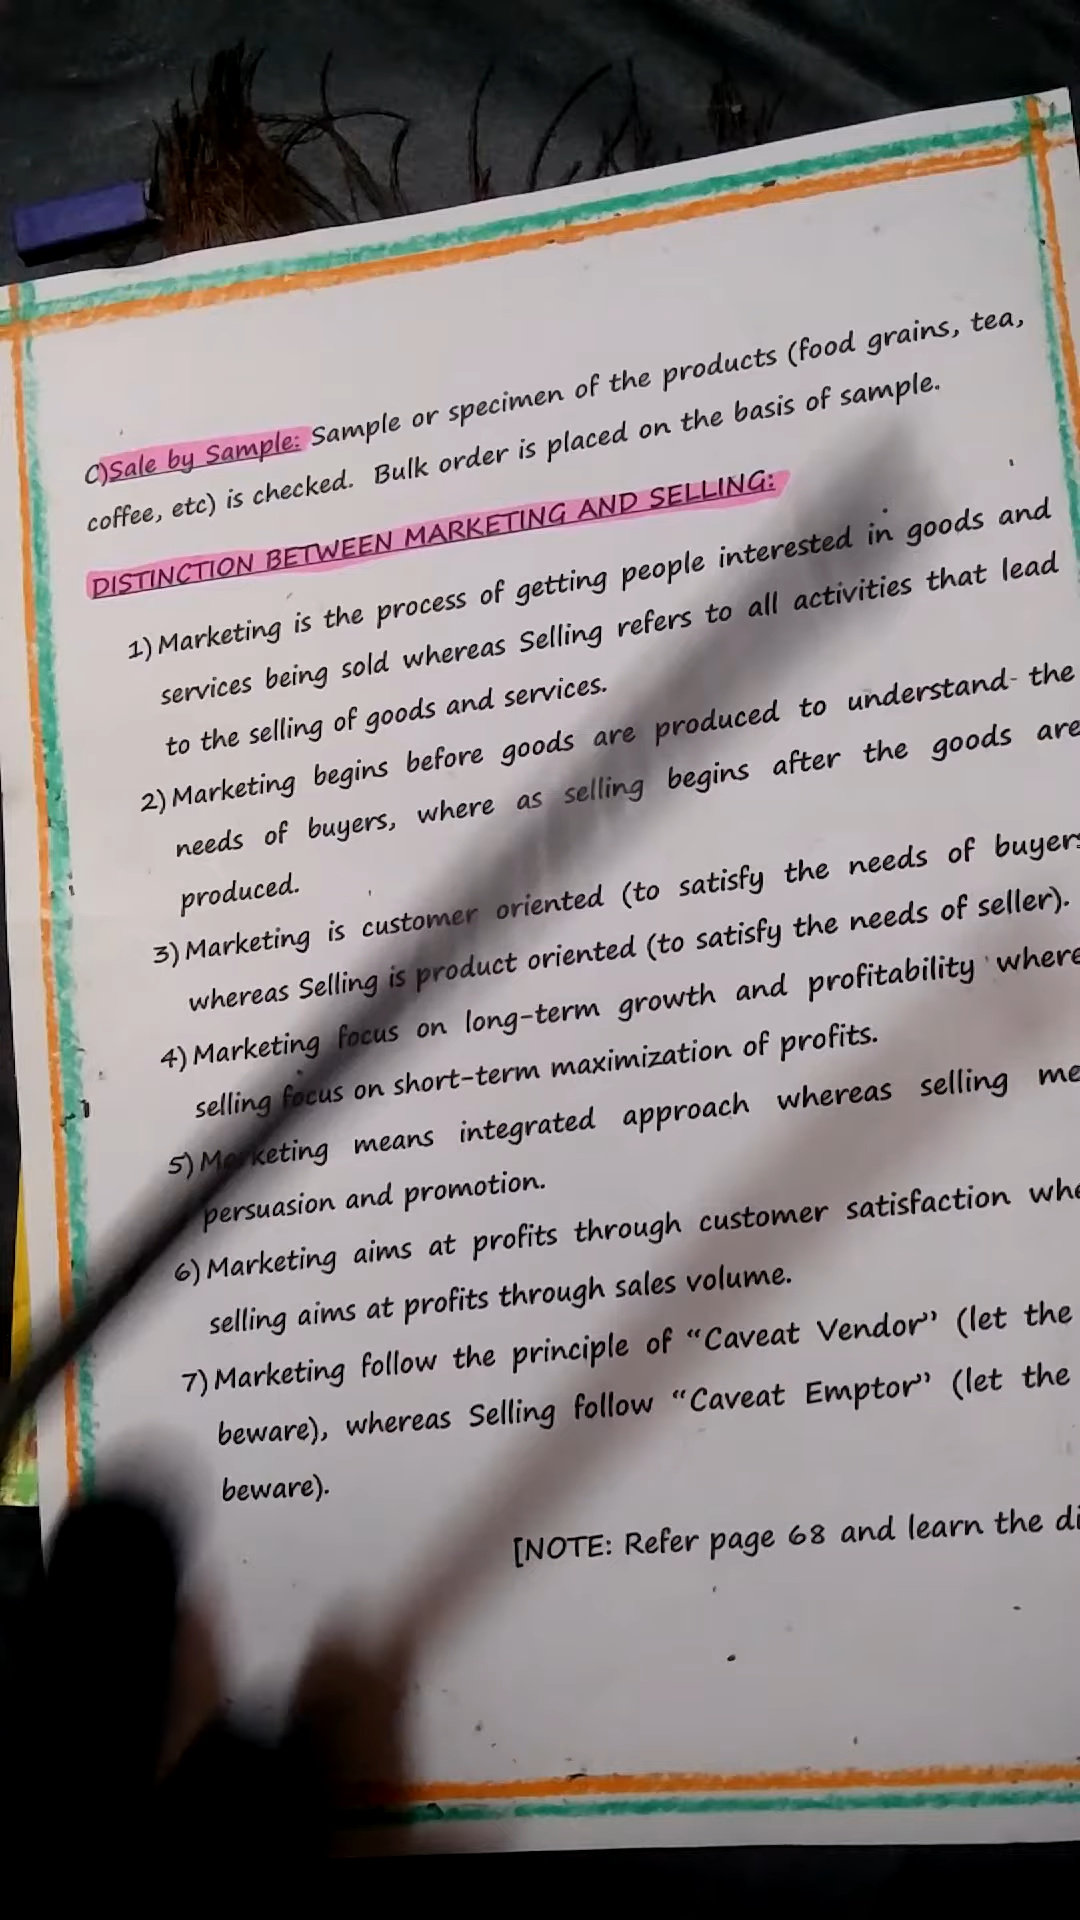 C)Sale by Sample: Sample or specimen of the products (food grains, tea,
coffee, etc) is checked. Bulk order is placed on the basis of sample.
DISTINCTION BETWEEN MARKETING AND SELLING:
1) Marketing is the process of getting people interested in goods and
services being sold whereas Selling refers to all activities that lead
to the selling of goods and services.
2) Marketing begins before goods are produced to understand the
needs of buyers, where as selling begins after the goods are
produced.
3) Marketing is customer oriented (to satisfy the needs of buyers
whereas Selling is product oriented (to satisfy the needs of seller).
4) Marketing focus on long-term growth and profitability where
selling focus on short-term maximization of profits.
5) Marketing means integrated approach whereas selling me
persuasion and promotion.
6) Marketing aims at profits through customer satisfaction whe
selling aims at profits through sales volume.
7) Marketing follow the principle of "Caveat Vendor" (let the
beware), whereas Selling follow "Caveat Emptor" (let the
beware).
[NOTE: Refer page 68 and learn the di